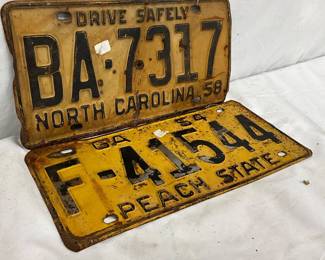 DRIVE SAFELY
BA-7317
NORTH CAROLINA 58
GA 54
F-41544
PEACH STATE